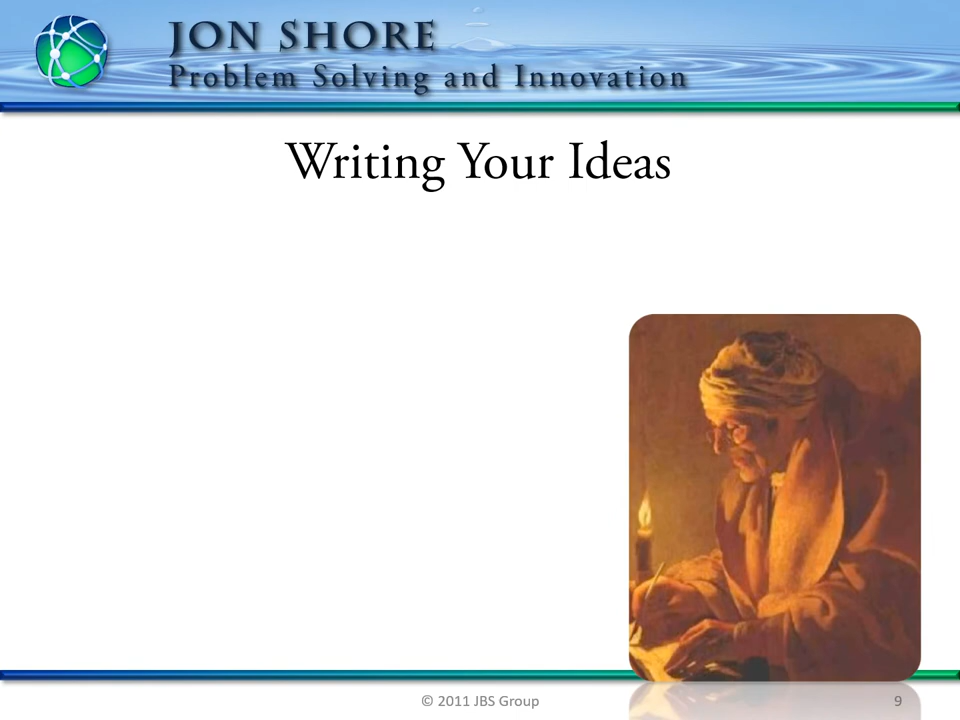 JON SHORE
Problem Solving and Innovation
Writing Your Ideas
© 2011 JBS Group
9